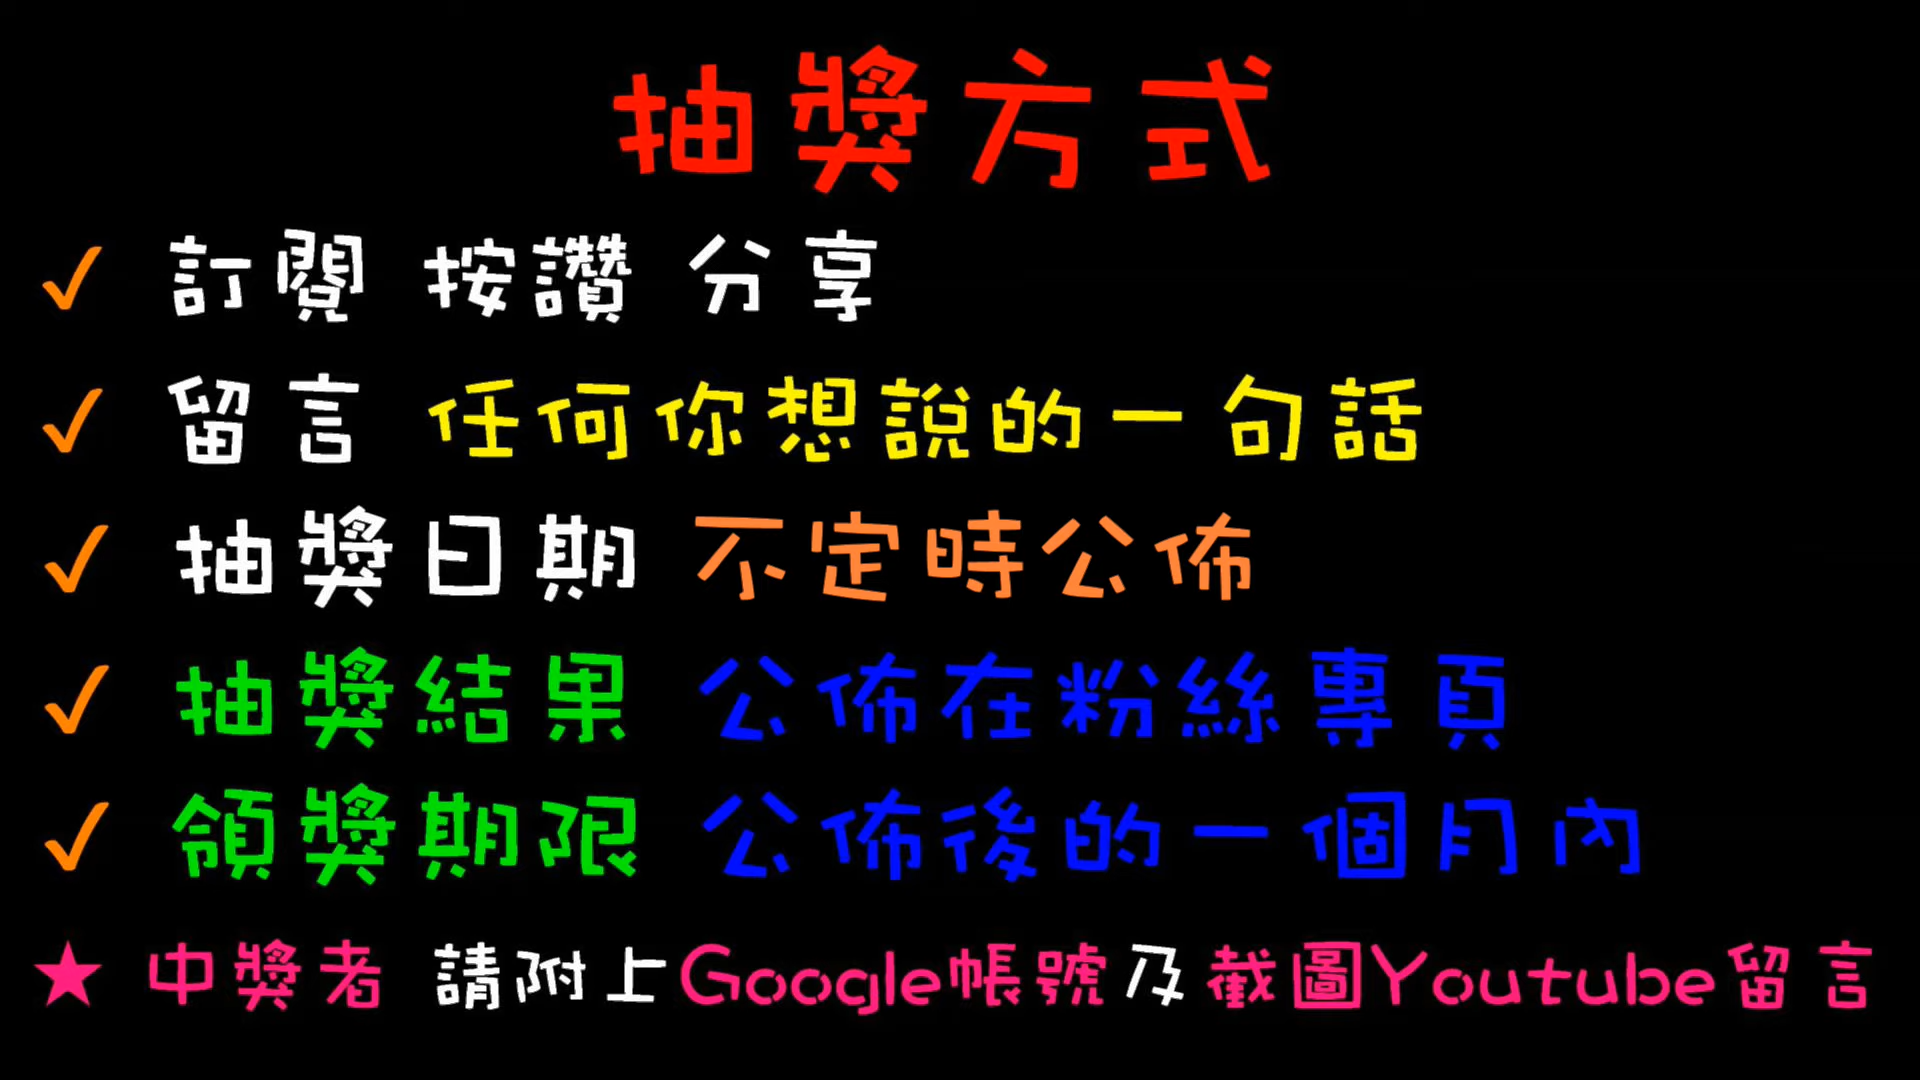 抽獎方式
✓ 訂閱 按讚 分享
✓ 留言 任何你想說的一句話
✓ 抽獎日期 不定時公佈
✓ 抽獎結果 公佈在粉絲專頁
✓ 領獎期限 公佈後的一個月內
★ 中獎者 請附上Google帳號及截圖Youtube留言